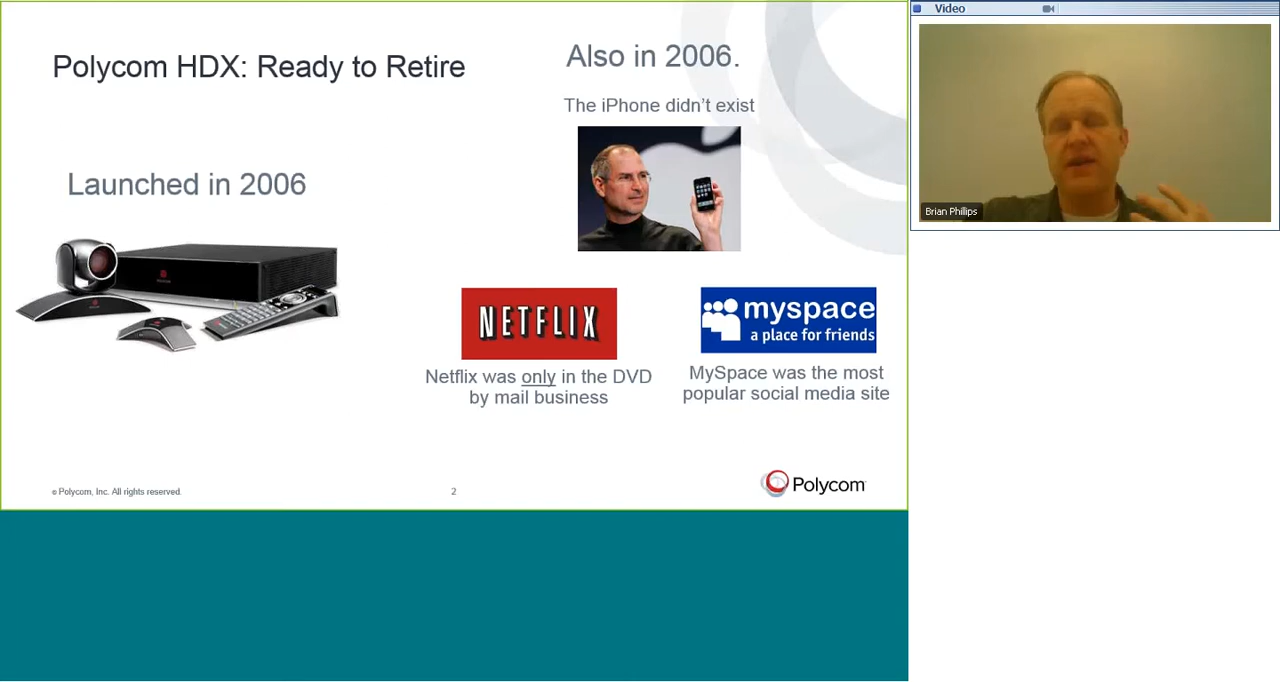 Polycom HDX: Ready to Retire
Launched in 2006
Also in 2006.
The iPhone didn't exist
NETFLIX
Netflix was only in the DVD
by mail business
myspace
a place for friends
MySpace was the most
popular social media site
© Polycom, Inc. All rights reserved.
2
Polycom
Video
Brian Phillips